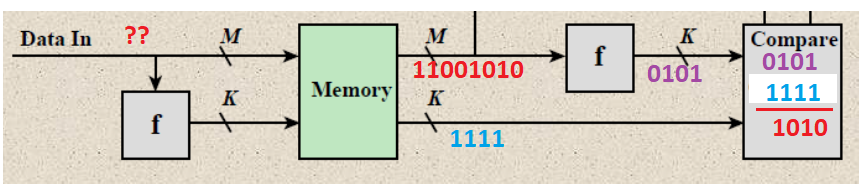 Data In ?? M M K Compare
f 0101
11001010 0101
Memory K K 1111
f 1111 1010